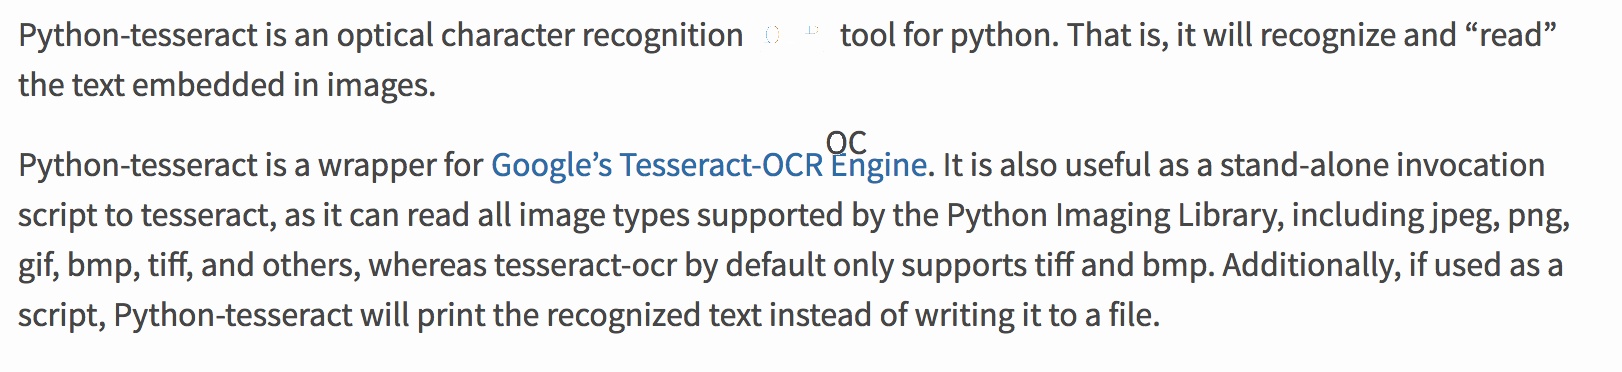 Python-tesseract is an optical character recognition tool for python. That is, it will recognize and “read”
the text embedded in images.
OC
Python-tesseract is a wrapper for Google’s Tesseract-OCR Engine. It is also useful as a stand-alone invocation
script to tesseract, as it can read all image types supported by the Python Imaging Library, including jpeg, png,
gif, bmp, tiff, and others, whereas tesseract-ocr by default only supports tiff and bmp. Additionally, if used as a
script, Python-tesseract will print the recognized text instead of writing it to a file.